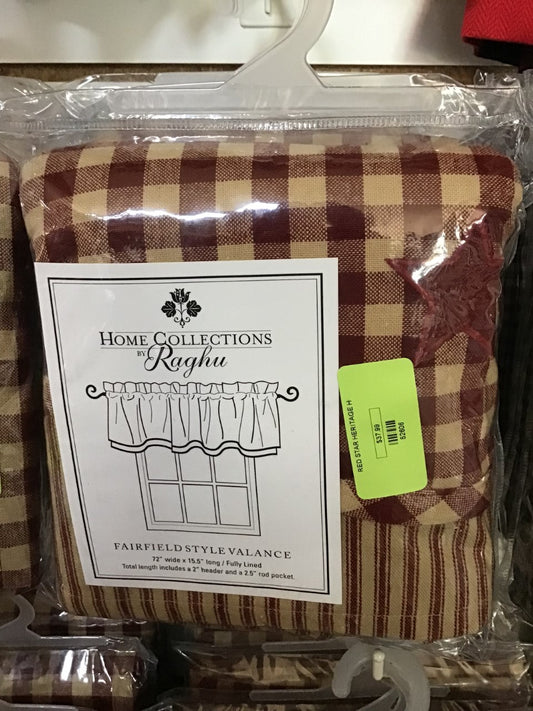 HOME COLLECTIONS
BY Raghu
FAIRFIELD STYLE VALANCE
72" wide x 15.5" long / Fully Lined
Total length includes a 2" header and a 2.5" rod pocket.
RED STAR HERITAGE H
$37.99
52606